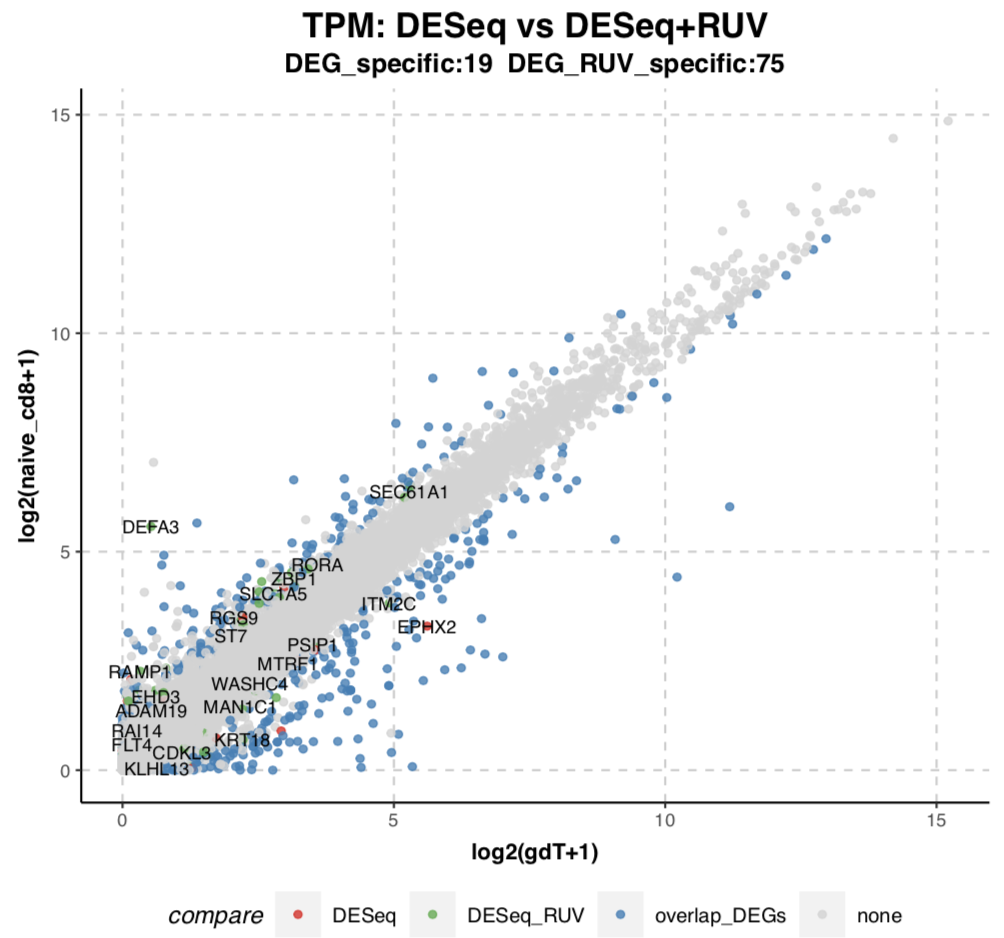 TPM: DESeq vs DESeq+RUV
DEG_specific:19 DEG_RUV_specific:75
log2(naive_cd8+1)
15
10
5
0
SEC61A1
DEFA3
RORA
ZBP1
SLC1A5
ITM2C
RGS9
EPHX2
ST7
PSIP1
MTRF1
RAMP1
WASHC4
EHD3
MAN1C1
ADAM19
RAI14
KRT18
FLT4
CDKL3
KLHL13
0 5 10 15
log2(gdT+1)
compare DESeq DESeq_RUV overlap_DEGs none